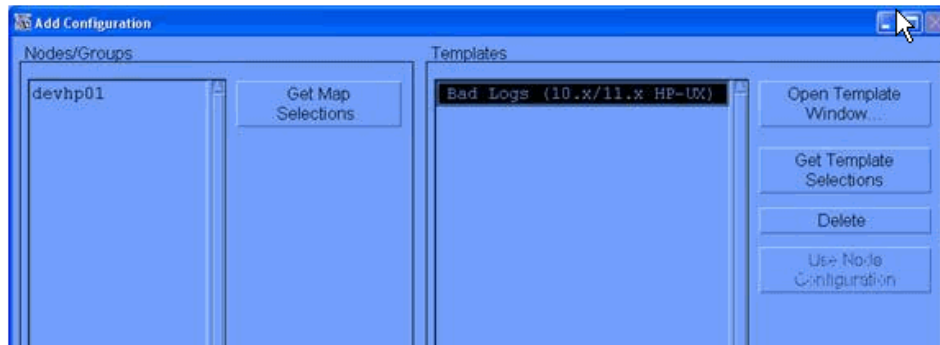 Add Configuration
Nodes/Groups
Templates
devhp01
Get Map
Selections
Bad Logs (10.x/11.x HP-UX)
Open Template
Window...
Get Template
Selections
Delete
Use Node
Configuration